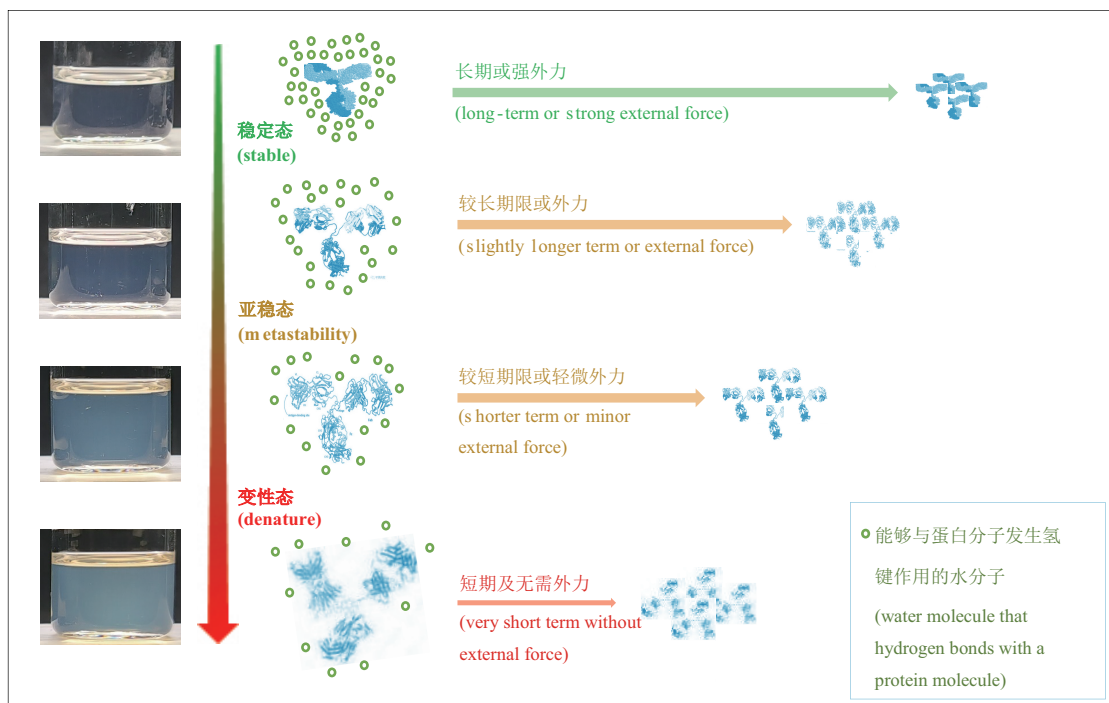 长期或强外力
(long-term or strong external force)
稳定态
(stable)
较长期限或外力
(slightly longer term or external force)
亚稳态
(metastability)
较短期限或轻微外力
(shorter term or minor
external force)
变性态
(denature)
短期及无需外力
(very short term without
external force)
能够与蛋白分子发生氢
键作用的水分子
(water molecule that
hydrogen bonds with a
protein molecule)